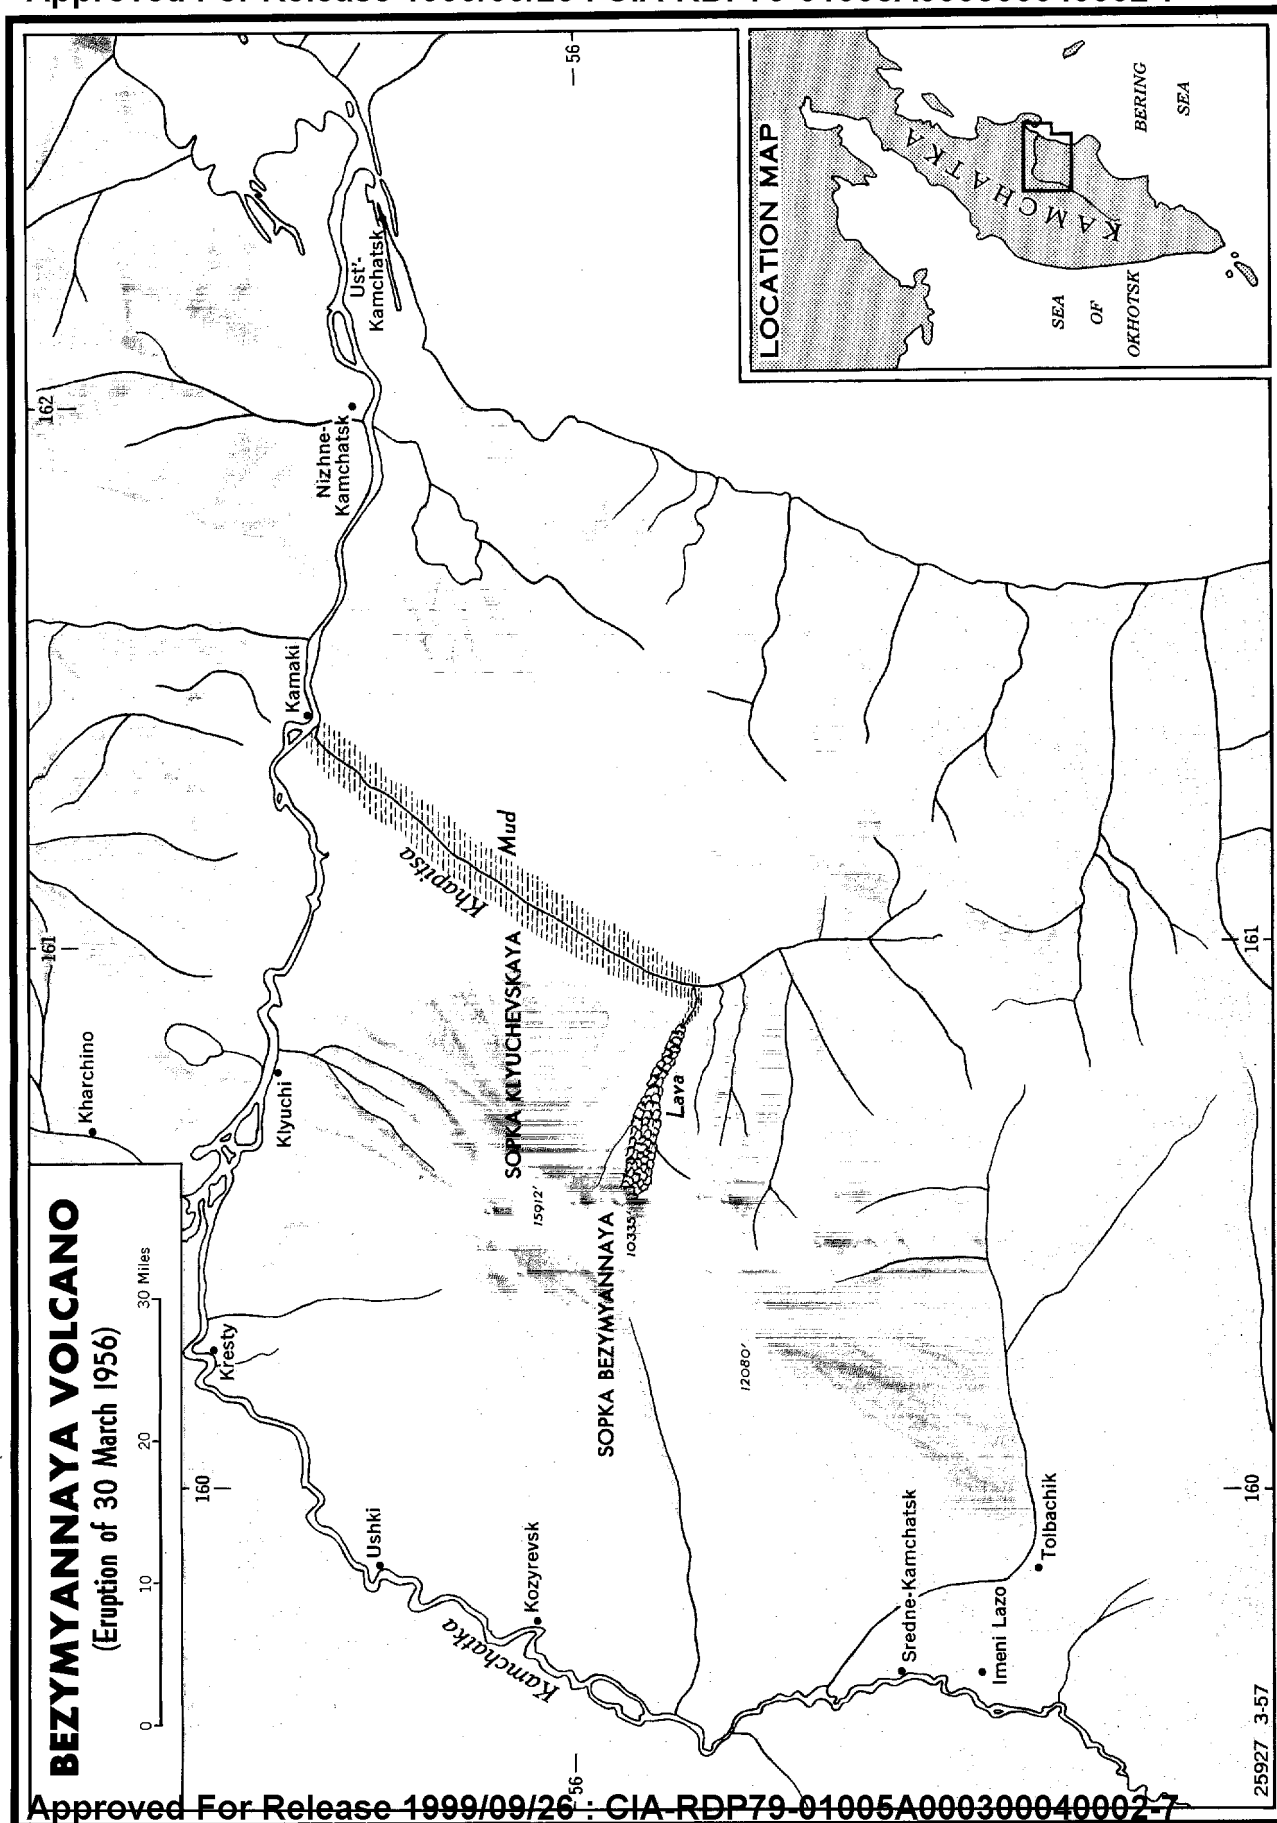 Approved For Release 1999/09/26 : CIA-RDP79-01005A000300040002-7
BEZYMYANNAYA VOLCANO
(Eruption of 30 March 1956)
0 10 20 30 Miles
160
161
162
Kharchino
Kresty
Klyuchi
Kamaki
Nizhne-
Kamchatsk
Ust'-
Kamchatsk
Ushki
Kozyrevsk
Kamchatka
Khapitsa
Mud
SOPKA KLYUCHEVSKAYA
15912'
SOPKA BEZYMYANNAYA
10335'
Lava
12080'
56
56
Sredne-Kamchatsk
Imeni Lazo
Tolbachik
160
161
25927 3-57
LOCATION MAP
KAMCHATKA
SEA
OF
OKHOTSK
BERING
SEA
Approved For Release 1999/09/26 : CIA-RDP79-01005A000300040002-7